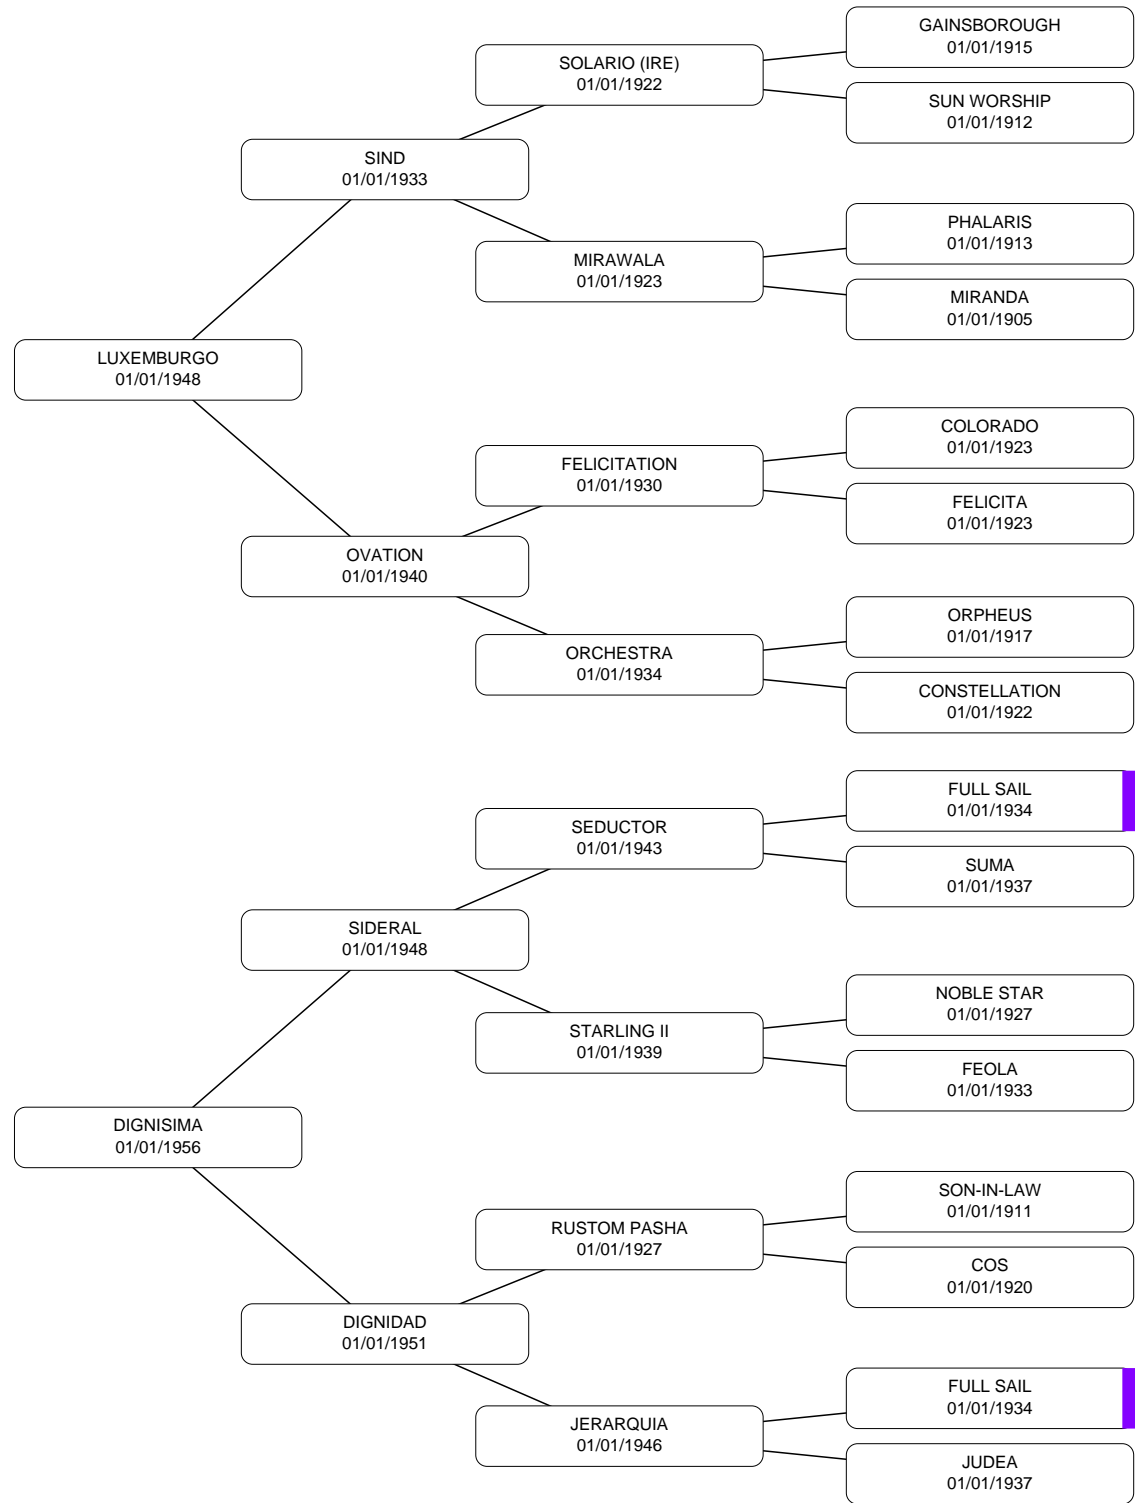 GAINSBOROUGH
01/01/1915
SOLARIO (IRE)
01/01/1922
SUN WORSHIP
01/01/1912
SIND
01/01/1933
PHALARIS
01/01/1913
MIRAWALA
01/01/1923
MIRANDA
01/01/1905
LUXEMBURGO
01/01/1948
COLORADO
01/01/1923
FELICITATION
01/01/1930
FELICITA
01/01/1923
OVATION
01/01/1940
ORPHEUS
01/01/1917
ORCHESTRA
01/01/1934
CONSTELLATION
01/01/1922
FULL SAIL
01/01/1934
SEDUCTOR
01/01/1943
SUMA
01/01/1937
SIDERAL
01/01/1948
NOBLE STAR
01/01/1927
STARLING II
01/01/1939
FEOLA
01/01/1933
DIGNISIMA
01/01/1956
SON-IN-LAW
01/01/1911
RUSTOM PASHA
01/01/1927
COS
01/01/1920
DIGNIDAD
01/01/1951
FULL SAIL
01/01/1934
JERARQUIA
01/01/1946
JUDEA
01/01/1937